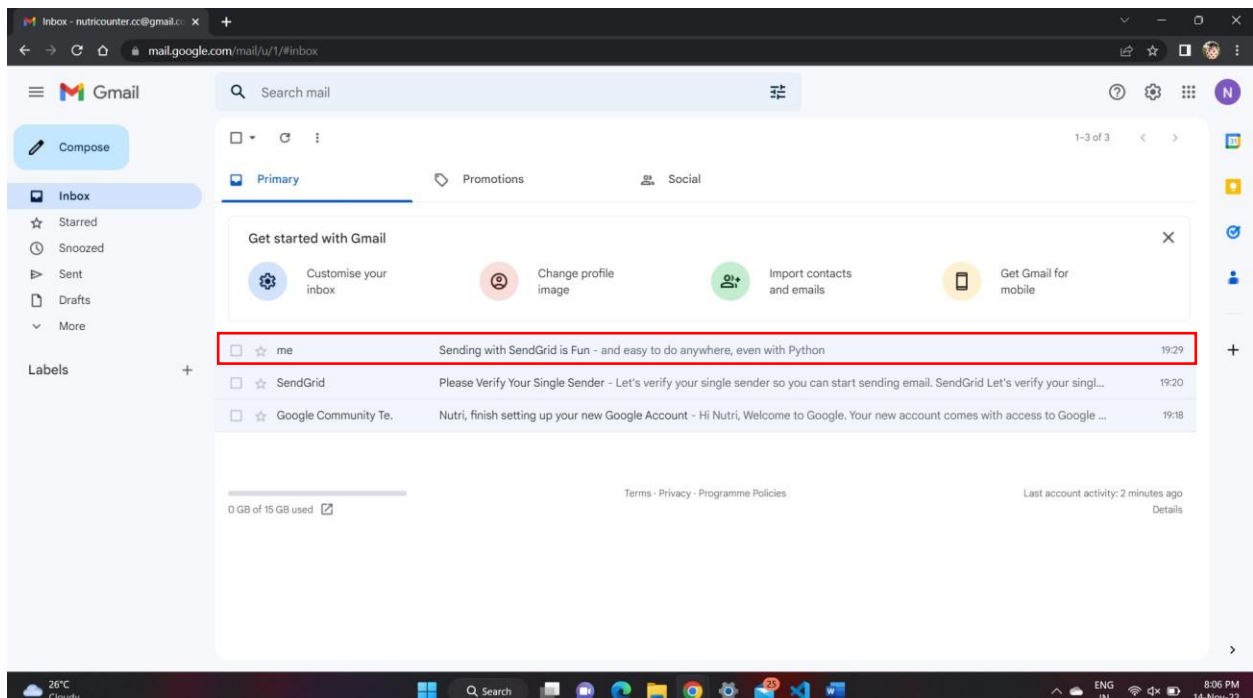 Inbox - nutricounter.cc@gmail.co
mail.google.com/mail/u/1/#inbox
Gmail
Search mail
N
Compose
1-3 of 3
Primary
Promotions
Social
Inbox
Starred
Snoozed
Sent
Drafts
More
Labels
Get started with Gmail
Customise your
inbox
Change profile
image
Import contacts
and emails
Get Gmail for
mobile
me Sending with SendGrid is Fun - and easy to do anywhere, even with Python 19:29
SendGrid Please Verify Your Single Sender - Let's verify your single sender so you can start sending email. SendGrid Let's verify your singl... 19:20
Google Community Te. Nutri, finish setting up your new Google Account - Hi Nutri, Welcome to Google. Your new account comes with access to Google ... 19:18
0 GB of 15 GB used
Terms · Privacy · Programme Policies
Last account activity: 2 minutes ago
Details
26°C
Cloudy
Search
25
ENG
IN
8:06 PM
14-Nov-22